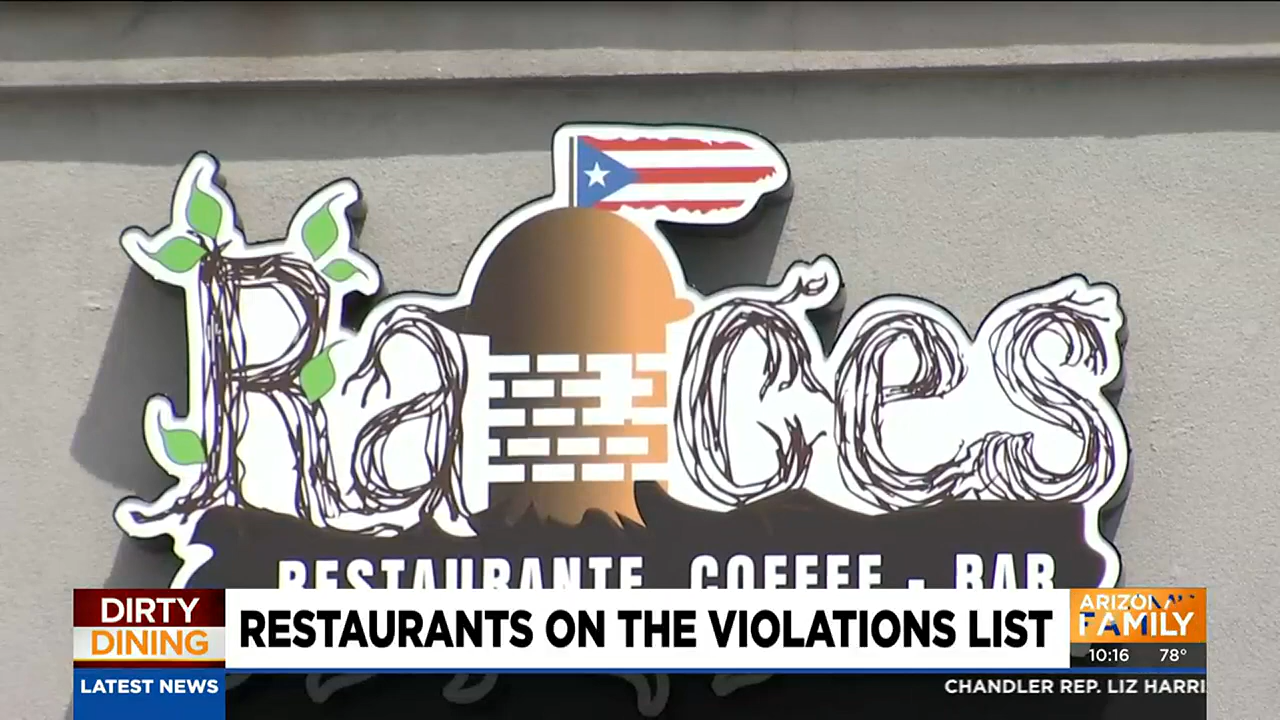 Raíces
RESTAURANTE COFFEE - BAR
DIRTY
DINING
RESTAURANTS ON THE VIOLATIONS LIST
ARIZONA'S
FAMILY
10:16 78°
LATEST NEWS
CHANDLER REP. LIZ HARRI